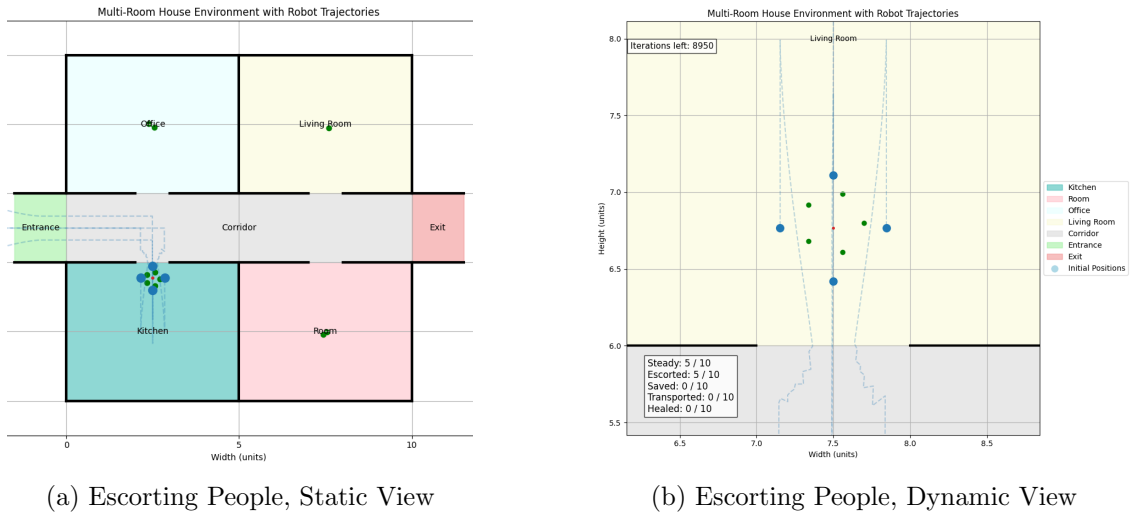 Multi-Room House Environment with Robot Trajectories
Office
Living Room
Entrance
Corridor
Exit
Kitchen
Room
0
5
10
Width (units)
(a) Escorting People, Static View
Multi-Room House Environment with Robot Trajectories
Iterations left: 8950
Living Room
8.0
7.5
7.0
6.5
6.0
5.5
Height (units)
Steady: 5 / 10
Escorted: 5 / 10
Saved: 0 / 10
Transported: 0 / 10
Healed: 0 / 10
6.5
7.0
7.5
8.0
8.5
Width (units)
Kitchen
Room
Office
Living Room
Corridor
Entrance
Exit
Initial Positions
(b) Escorting People, Dynamic View